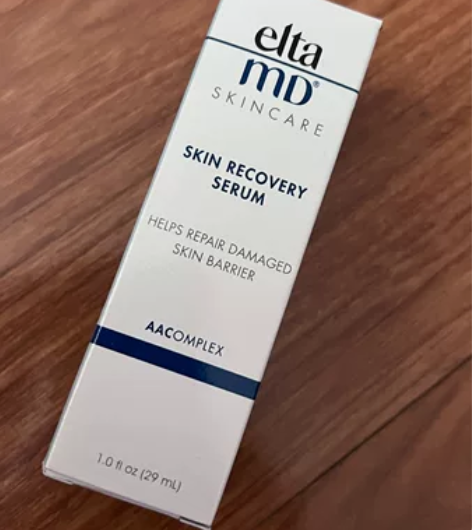 elta
MD®
SKINCARE
SKIN RECOVERY
SERUM
HELPS REPAIR DAMAGED
SKIN BARRIER
AACOMPLEX
1.0 fl oz (29 mL)